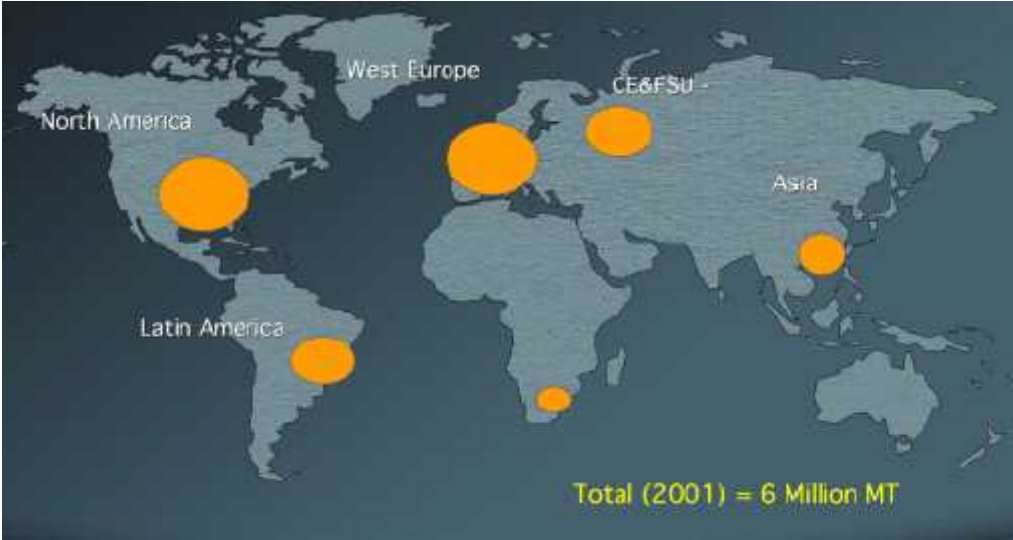 West Europe
CE&FSU -
North America
Asia
Latin America
Total (2001) = 6 Million MT